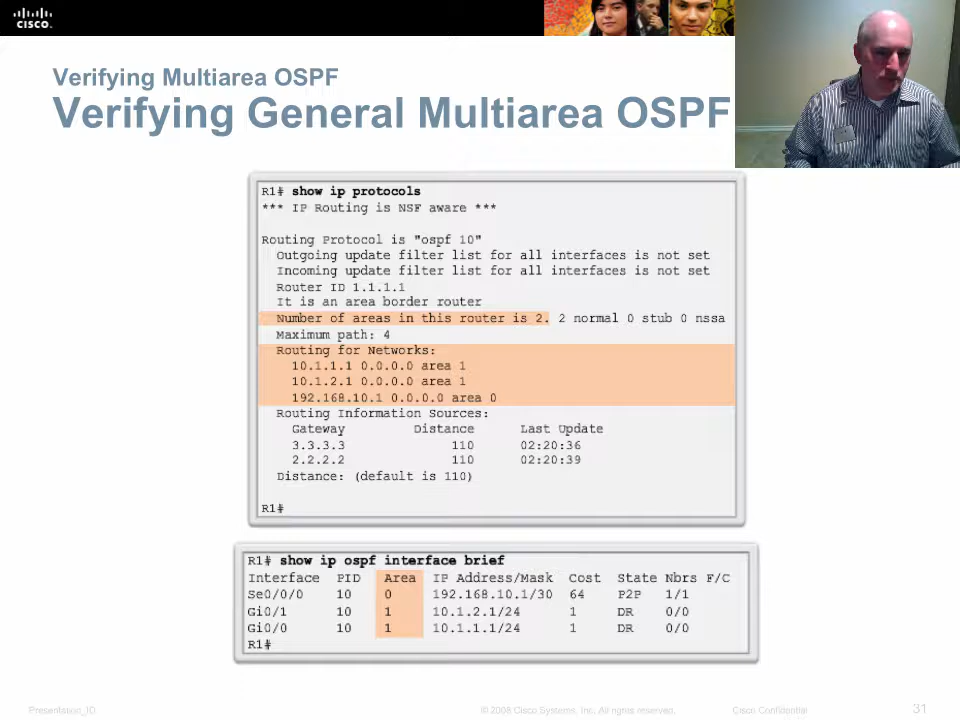 CISCO.
Verifying Multiarea OSPF
Verifying General Multiarea OSPF
R1# show ip protocols
*** IP Routing is NSF aware ***
Routing Protocol is "ospf 10"
Outgoing update filter list for all interfaces is not set
Incoming update filter list for all interfaces is not set
Router ID 1.1.1.1
It is an area border router
Number of areas in this router is 2. 2 normal 0 stub 0 nssa
Maximum path: 4
Routing for Networks:
10.1.1.1 0.0.0.0 area 1
10.1.2.1 0.0.0.0 area 1
192.168.10.1 0.0.0.0 area 0
Routing Information Sources:
Gateway Distance Last Update
3.3.3.3 110 02:20:36
2.2.2.2 110 02:20:39
Distance: (default is 110)
R1#
R1# show ip ospf interface brief
Interface PID Area IP Address/Mask Cost State Nbrs F/C
Se0/0/0 10 0 192.168.10.1/30 64 P2P 1/1
Gi0/1 10 1 10.1.2.1/24 1 DR 0/0
Gi0/0 10 1 10.1.1.1/24 1 DR 0/0
R1#
Presentation_ID © 2008 Cisco Systems, Inc. All rights reserved. Cisco Confidential 31